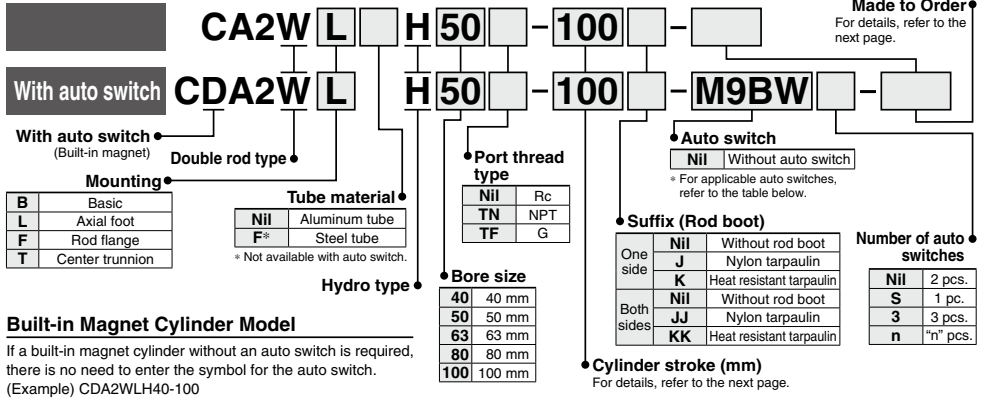 CA2W L H 50 - 100 -
Made to Order
For details, refer to the
next page.
With auto switch CDA2W L H 50 - 100 - M9BW -
With auto switch
(Built-in magnet)
Double rod type
Mounting
B Basic
L Axial foot
F Rod flange
T Center trunnion
Tube material
Nil Aluminum tube
F* Steel tube
* Not available with auto switch.
Hydro type
Port thread
type
Nil Rc
TN NPT
TF G
Bore size
40 40 mm
50 50 mm
63 63 mm
80 80 mm
100 100 mm
Auto switch
Nil Without auto switch
* For applicable auto switches,
refer to the table below.
Suffix (Rod boot)
One
side
Nil Without rod boot
J Nylon tarpaulin
K Heat resistant tarpaulin
Both
sides
Nil Without rod boot
JJ Nylon tarpaulin
KK Heat resistant tarpaulin
Cylinder stroke (mm)
For details, refer to the next page.
Number of auto
switches
Nil 2 pcs.
S 1 pc.
3 3 pcs.
n "n" pcs.
Built-in Magnet Cylinder Model
If a built-in magnet cylinder without an auto switch is required,
there is no need to enter the symbol for the auto switch.
(Example) CDA2WLH40-100